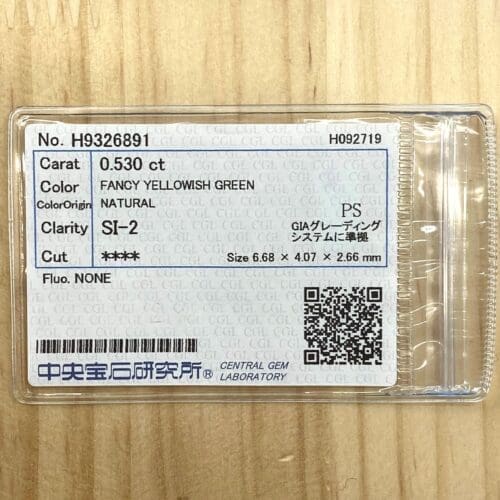 No. H9326891 H092719
Carat 0.530 ct
Color FANCY YELLOWISH GREEN
ColorOrigin NATURAL
PS
Clarity SI-2 GIAグレーディング
システムに準拠
Cut **** Size 6.68 × 4.07 × 2.66 mm
Fluo. NONE
中央宝石研究所® CENTRAL GEM
LABORATORY